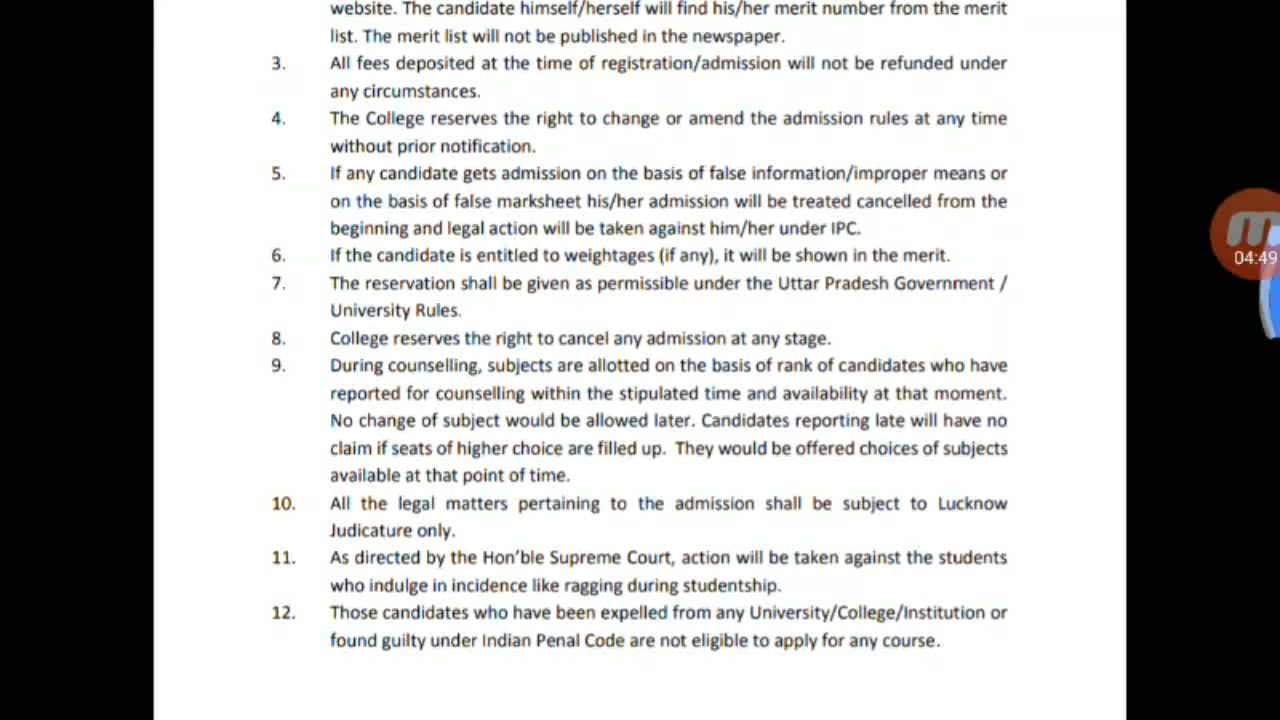 website. The candidate himself/herself will find his/her merit number from the merit
list. The merit list will not be published in the newspaper.
3. All fees deposited at the time of registration/admission will not be refunded under
any circumstances.
4. The College reserves the right to change or amend the admission rules at any time
without prior notification.
5. If any candidate gets admission on the basis of false information/improper means or
on the basis of false marksheet his/her admission will be treated cancelled from the
beginning and legal action will be taken against him/her under IPC.
6. If the candidate is entitled to weightages (if any), it will be shown in the merit.
7. The reservation shall be given as permissible under the Uttar Pradesh Government /
University Rules.
8. College reserves the right to cancel any admission at any stage.
9. During counselling, subjects are allotted on the basis of rank of candidates who have
reported for counselling within the stipulated time and availability at that moment.
No change of subject would be allowed later. Candidates reporting late will have no
claim if seats of higher choice are filled up. They would be offered choices of subjects
available at that point of time.
10. All the legal matters pertaining to the admission shall be subject to Lucknow
Judicature only.
11. As directed by the Hon'ble Supreme Court, action will be taken against the students
who indulge in incidence like ragging during studentship.
12. Those candidates who have been expelled from any University/College/Institution or
found guilty under Indian Penal Code are not eligible to apply for any course.
04:49